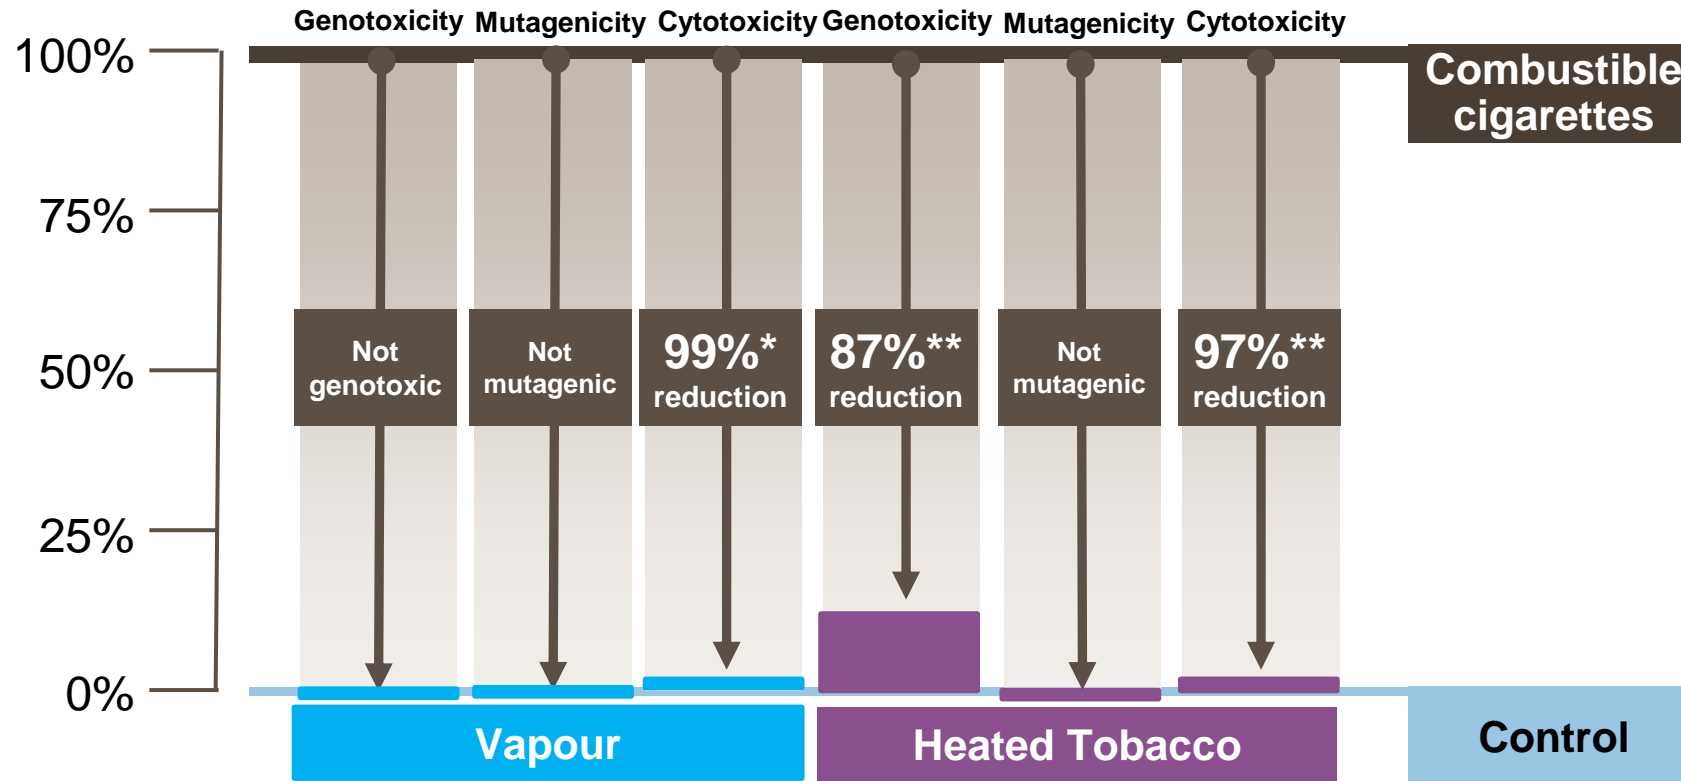 Genotoxicity Mutagenicity Cytotoxicity Genotoxicity Mutagenicity Cytotoxicity
100%
75%
50%
25%
0%
Combustible
cigarettes
Not
genotoxic
Not
mutagenic
99%*
reduction
87%**
reduction
Not
mutagenic
97%**
reduction
Vapour
Heated Tobacco
Control